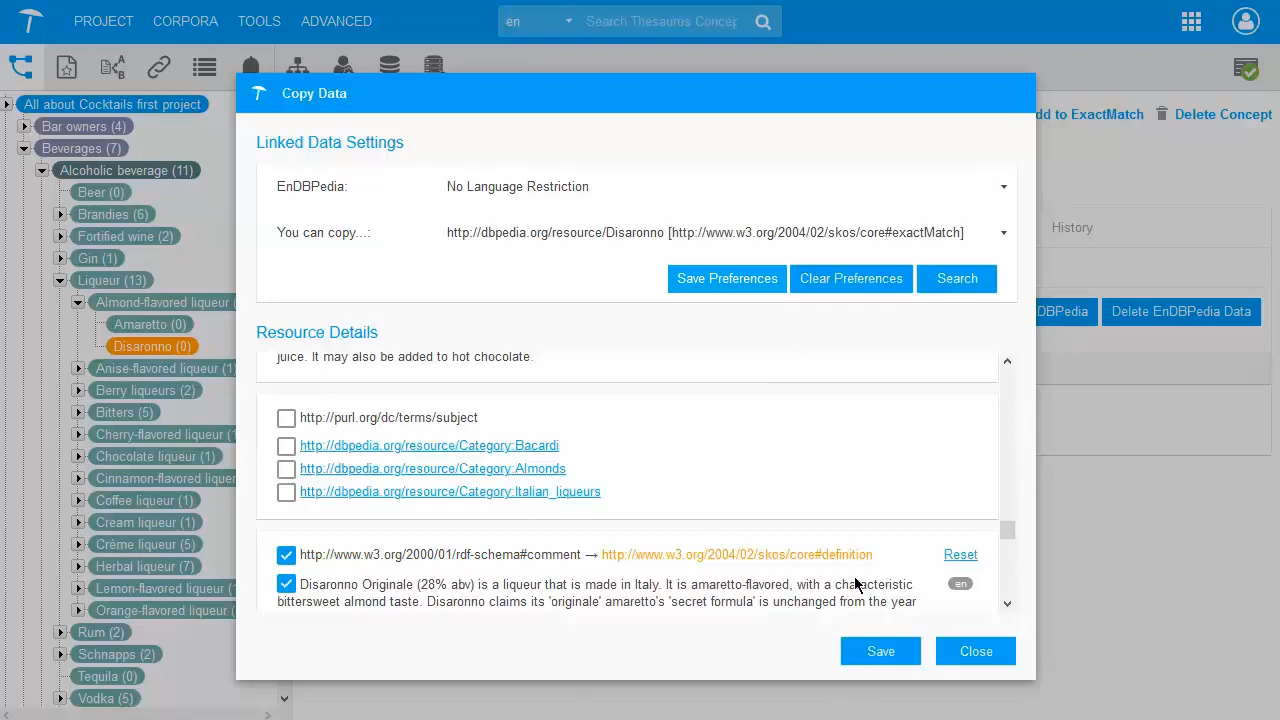 PROJECT CORPORA TOOLS ADVANCED en Search Thesaurus Concep
Copy Data
All about Cocktails first project
dd to ExactMatch Delete Concept
Bar owners (4)
Beverages (7)
Alcoholic beverage (11)
Beer (0)
Brandies (6)
Fortified wine (2)
Gin (1)
Liqueur (13)
Almond-flavored liqueur (
Amaretto (0)
Disaronno (0)
Anise-flavored liqueur (1)
Berry liqueurs (2)
Bitters (5)
Cherry-flavored liqueur (1
Chocolate liqueur (1)
Cinnamon-flavored liquer
Coffee liqueur (1)
Cream liqueur (1)
Crème liqueur (5)
Herbal liqueur (7)
Lemon-flavored liqueur (
Orange-flavored liqueur (
Rum (2)
Schnapps (2)
Tequila (0)
Vodka (5)
Linked Data Settings
EnDBPedia: No Language Restriction
You can copy...: http://dbpedia.org/resource/Disaronno [http://www.w3.org/2004/02/skos/core#exactMatch]
Save Preferences Clear Preferences Search
Resource Details
juice. It may also be added to hot chocolate.
http://purl.org/dc/terms/subject
http://dbpedia.org/resource/Category:Bacardi
http://dbpedia.org/resource/Category:Almonds
http://dbpedia.org/resource/Category:Italian_liqueurs
http://www.w3.org/2000/01/rdf-schema#comment → http://www.w3.org/2004/02/skos/core#definition Reset
Disaronno Originale (28% abv) is a liqueur that is made in Italy. It is amaretto-flavored, with a characteristic en
bittersweet almond taste. Disaronno claims its 'originale' amaretto's 'secret formula' is unchanged from the year
Save Close
History
DBPedia Delete EnDBPedia Data